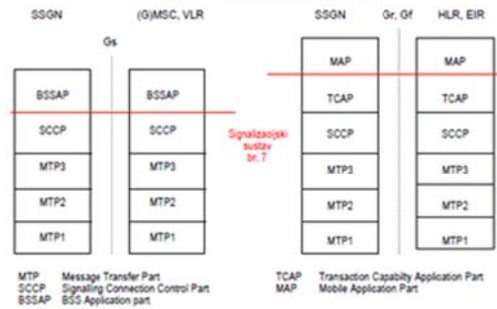 SSGN
(G)MSC, VLR
Gs
BSSAP
BSSAP
SCCP
SCCP
MTP3
MTP3
MTP2
MTP2
MTP1
MTP1
Signalizacijski
sustav
br. 7
SSGN
Gr, Gf
HLR, EIR
MAP
MAP
TCAP
TCAP
SCCP
SCCP
MTP3
MTP3
MTP2
MTP2
MTP1
MTP1
MTP Message Transfer Part
SCCP Signalling Connection Control Part
BSSAP BSS Application part
TCAP Transaction Capabilty Application Part
MAP Mobile Application Part